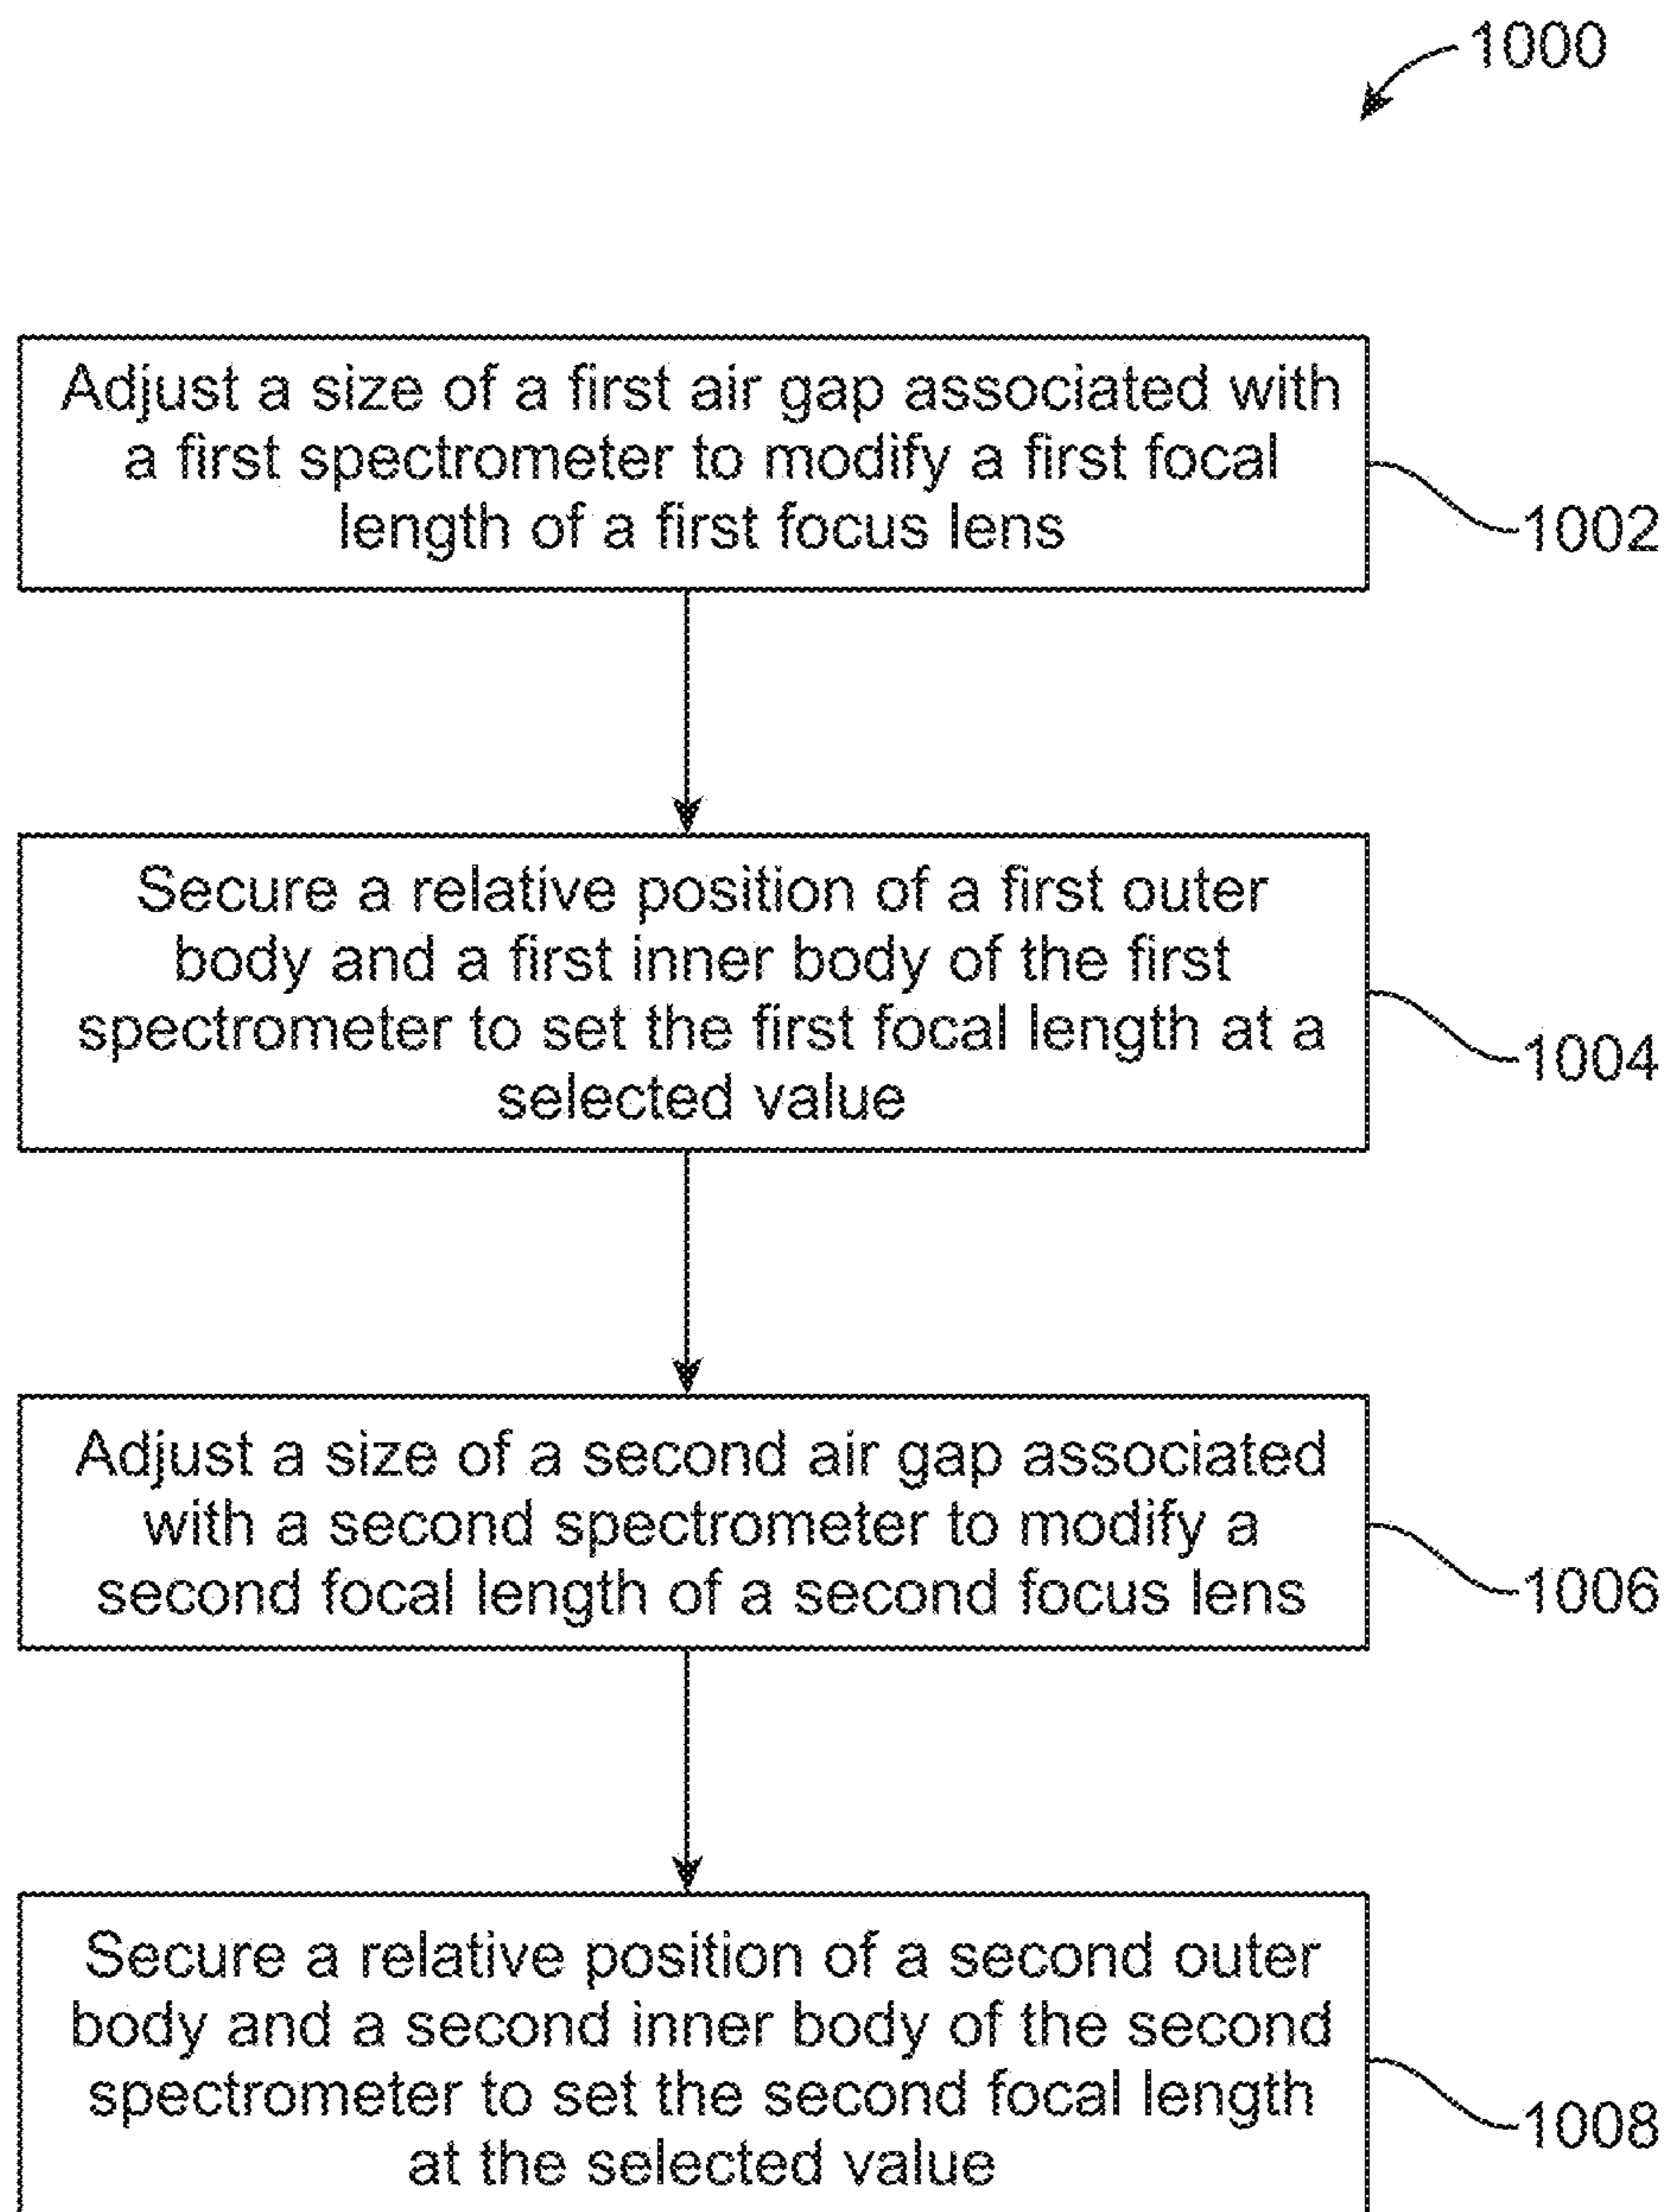 1000
Adjust a size of a first air gap associated with
a first spectrometer to modify a first focal
length of a first focus lens
1002
Secure a relative position of a first outer
body and a first inner body of the first
spectrometer to set the first focal length at a
selected value
1004
Adjust a size of a second air gap associated
with a second spectrometer to modify a
second focal length of a second focus lens
1006
Secure a relative position of a second outer
body and a second inner body of the second
spectrometer to set the second focal length
at the selected value
1008